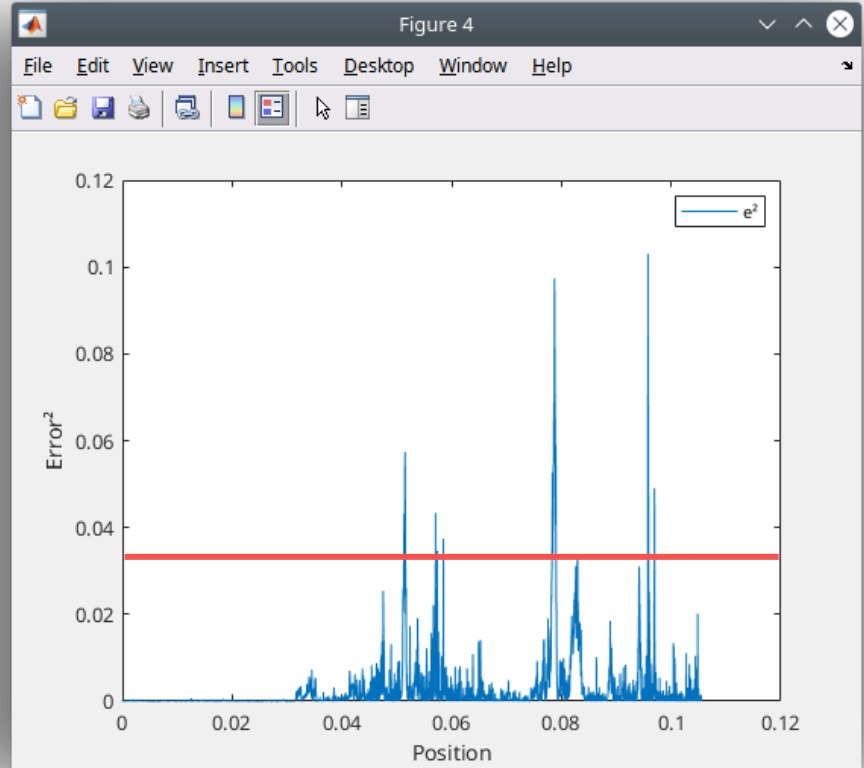 Figure 4
File Edit View Insert Tools Desktop Window Help
0.12
0.1
0.08
0.06
0.04
0.02
0
Error²
e²
0 0.02 0.04 0.06 0.08 0.1 0.12
Position